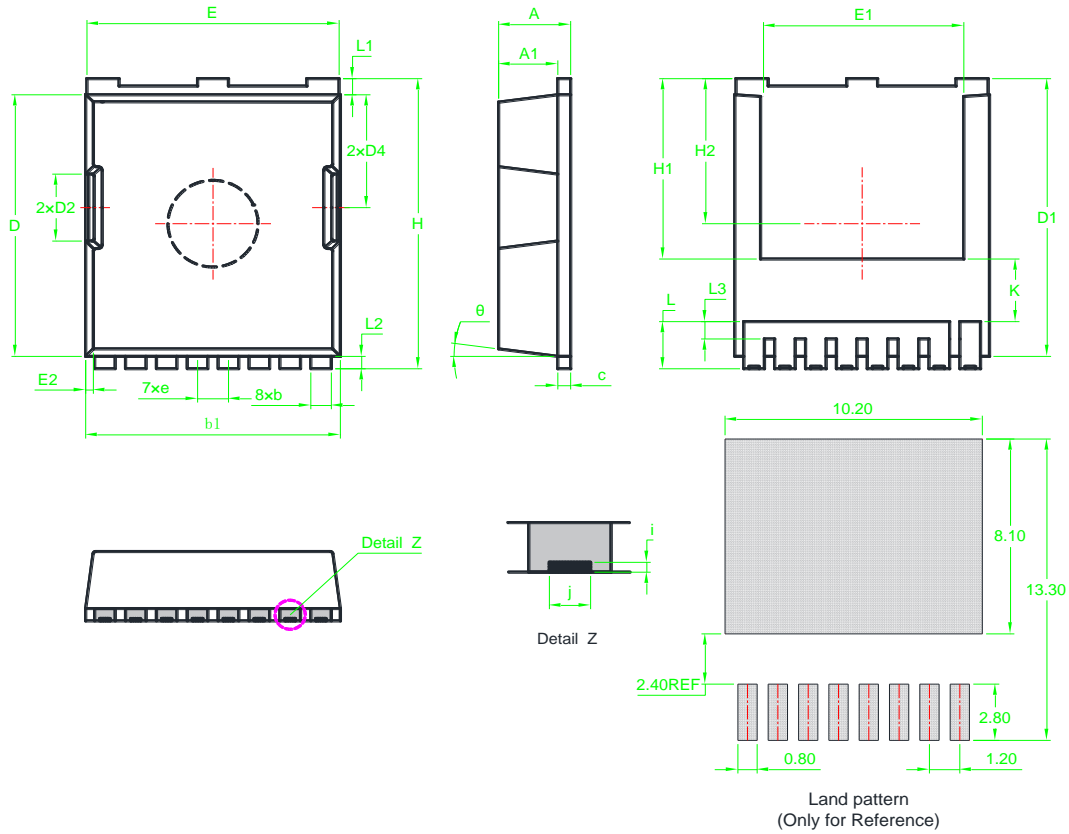 E
L1
2×D4
2×D2
D
H
L2
E2
7×e
8×b
b1
A
A1
θ
c
E1
H1
H2
D1
L3
L
K
Detail Z
i
j
Detail Z
10.20
8.10
13.30
2.40REF
2.80
0.80
1.20
Land pattern
(Only for Reference)